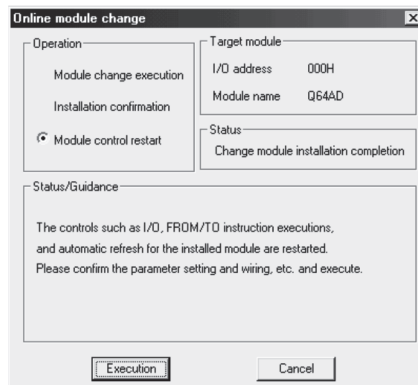 Online module change
Operation
Module change execution
Installation confirmation
Module control restart
Target module
I/O address 000H
Module name Q64AD
Status
Change module installation completion
Status/Guidance
The controls such as I/O, FROM/TO instruction executions,
and automatic refresh for the installed module are restarted.
Please confirm the parameter setting and wiring, etc. and execute.
Execution
Cancel